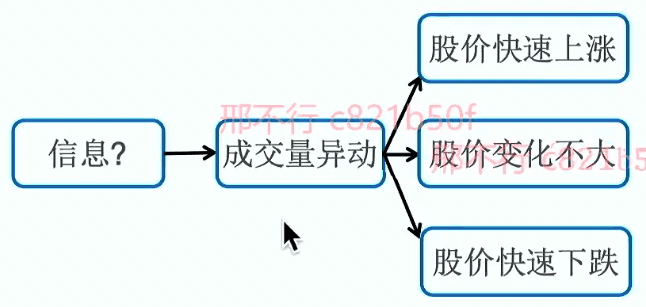 股价快速上涨
邢不行 c821b50f
信息?
成交量异动
股价变化不大
邢不行 c821b5
股价快速下跌